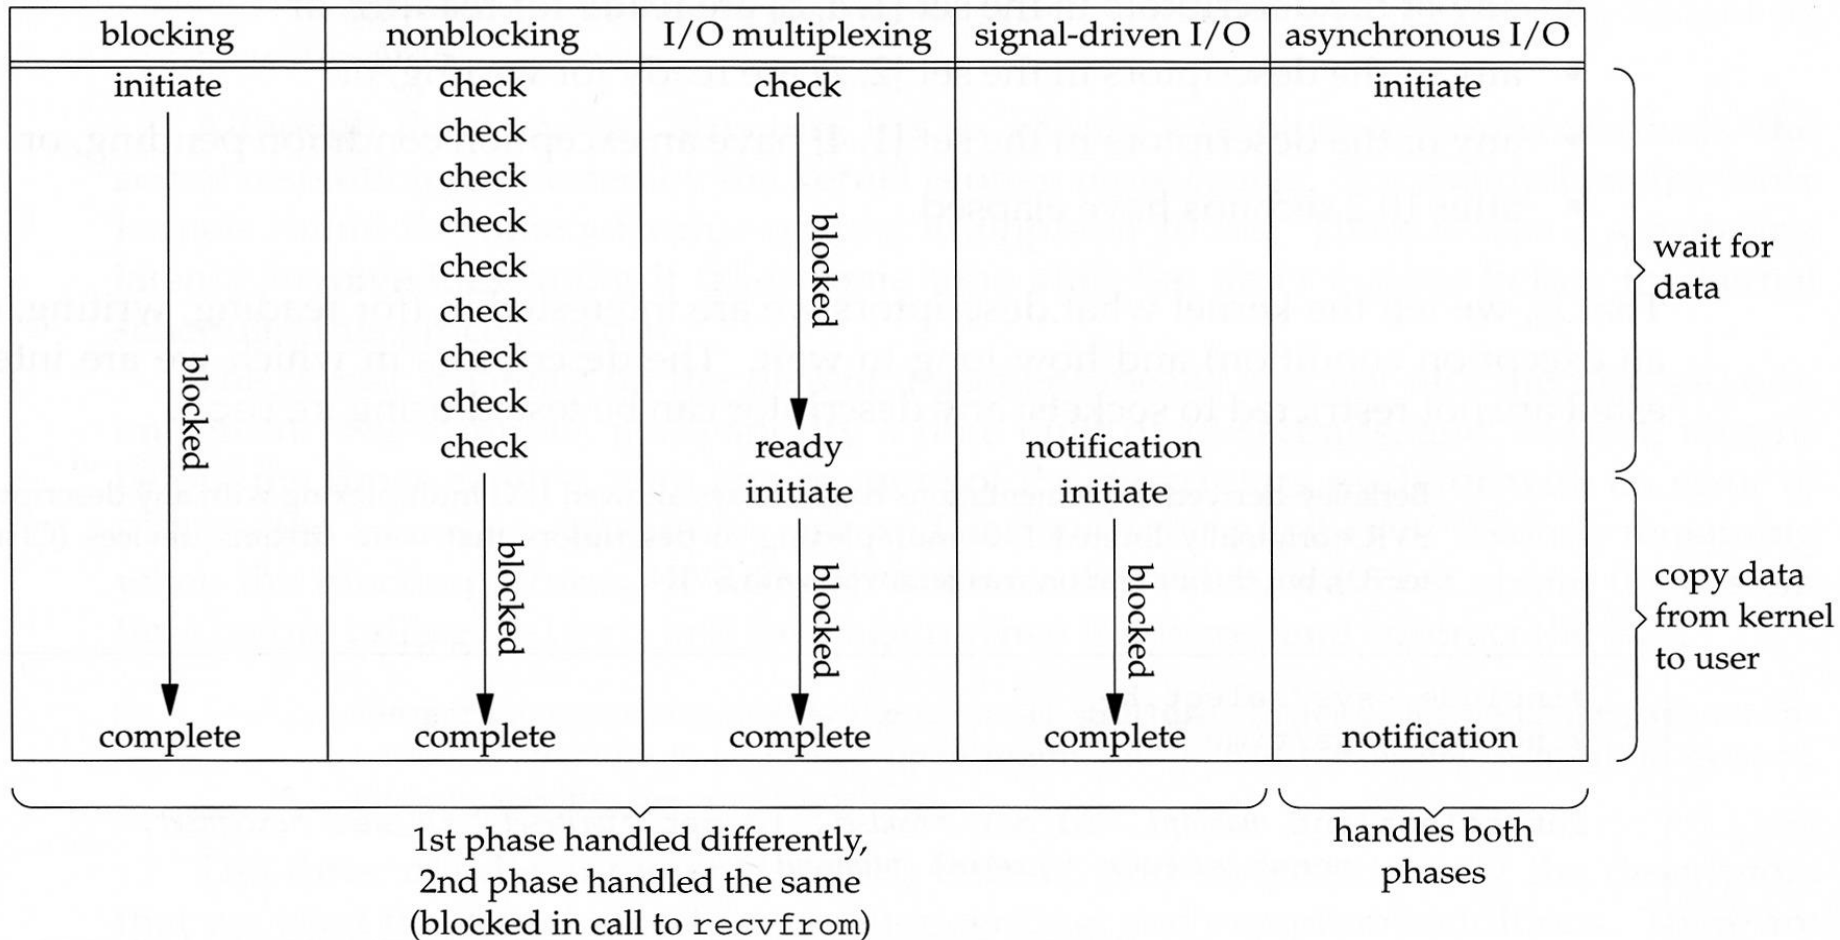 blocking nonblocking I/O multiplexing signal-driven I/O asynchronous I/O
initiate check check initiate
check
check
check
check
check
check
check
check ready notification
initiate initiate
blocked
blocked
blocked
blocked
blocked
complete complete complete complete notification
wait for
data
copy data
from kernel
to user
1st phase handled differently,
2nd phase handled the same
(blocked in call to recvfrom)
handles both
phases